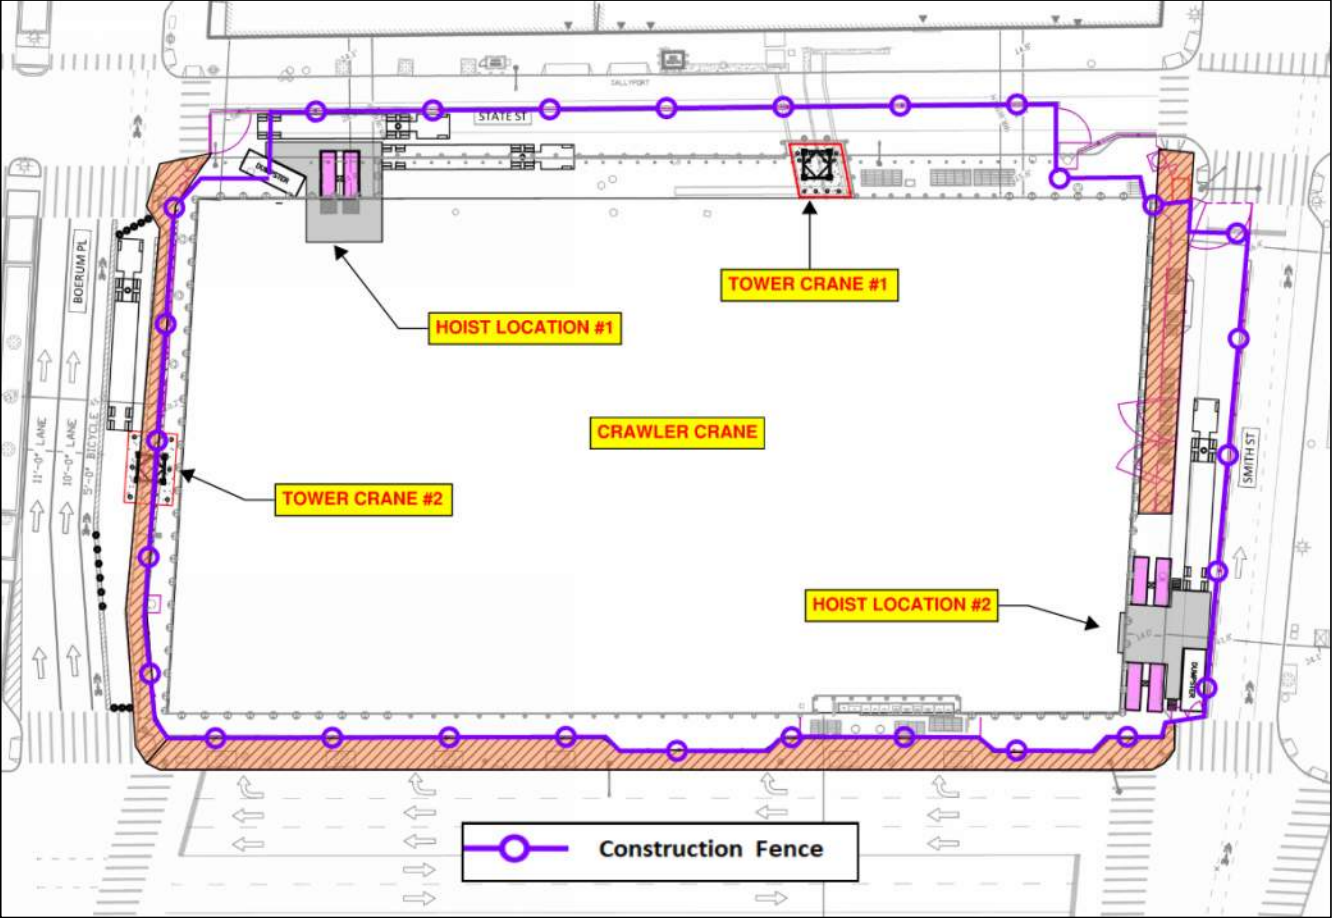 SALLYPORT
STATE ST
DUMPSTER
BOERUM PL
TOWER CRANE #1
HOIST LOCATION #1
CRAWLER CRANE
11'-0" LANE
10'-0" LANE
5'-0" BICYCLE
TOWER CRANE #2
SMITH ST
HOIST LOCATION #2
DUMPSTER
Construction Fence